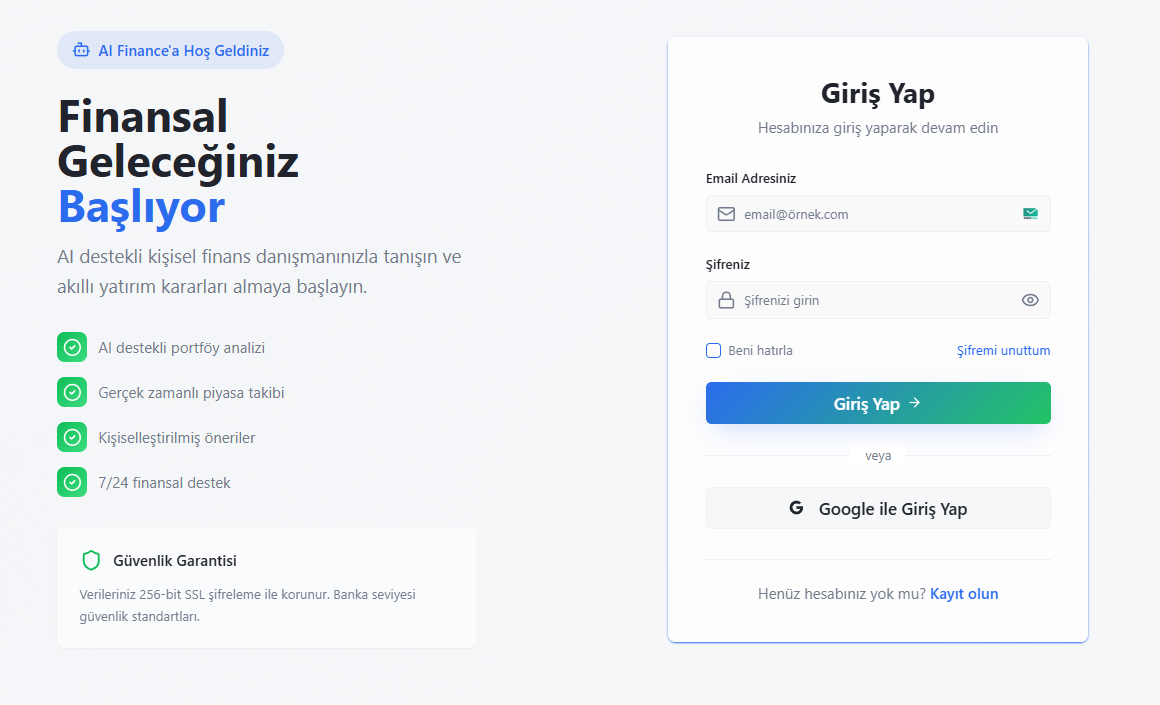 AI Finance'a Hoş Geldiniz
Finansal
Geleceğiniz
Başlıyor
AI destekli kişisel finans danışmanınızla tanışın ve
akıllı yatırım kararları almaya başlayın.
AI destekli portföy analizi
Gerçek zamanlı piyasa takibi
Kişiselleştirilmiş öneriler
7/24 finansal destek
Güvenlik Garantisi
Verileriniz 256-bit SSL şifreleme ile korunur. Banka seviyesi
güvenlik standartları.
Giriş Yap
Hesabınıza giriş yaparak devam edin
Email Adresiniz
email@örnek.com
Şifreniz
Şifrenizi girin
Beni hatırla
Şifremi unuttum
Giriş Yap →
veya
G Google ile Giriş Yap
Henüz hesabınız yok mu? Kayıt olun